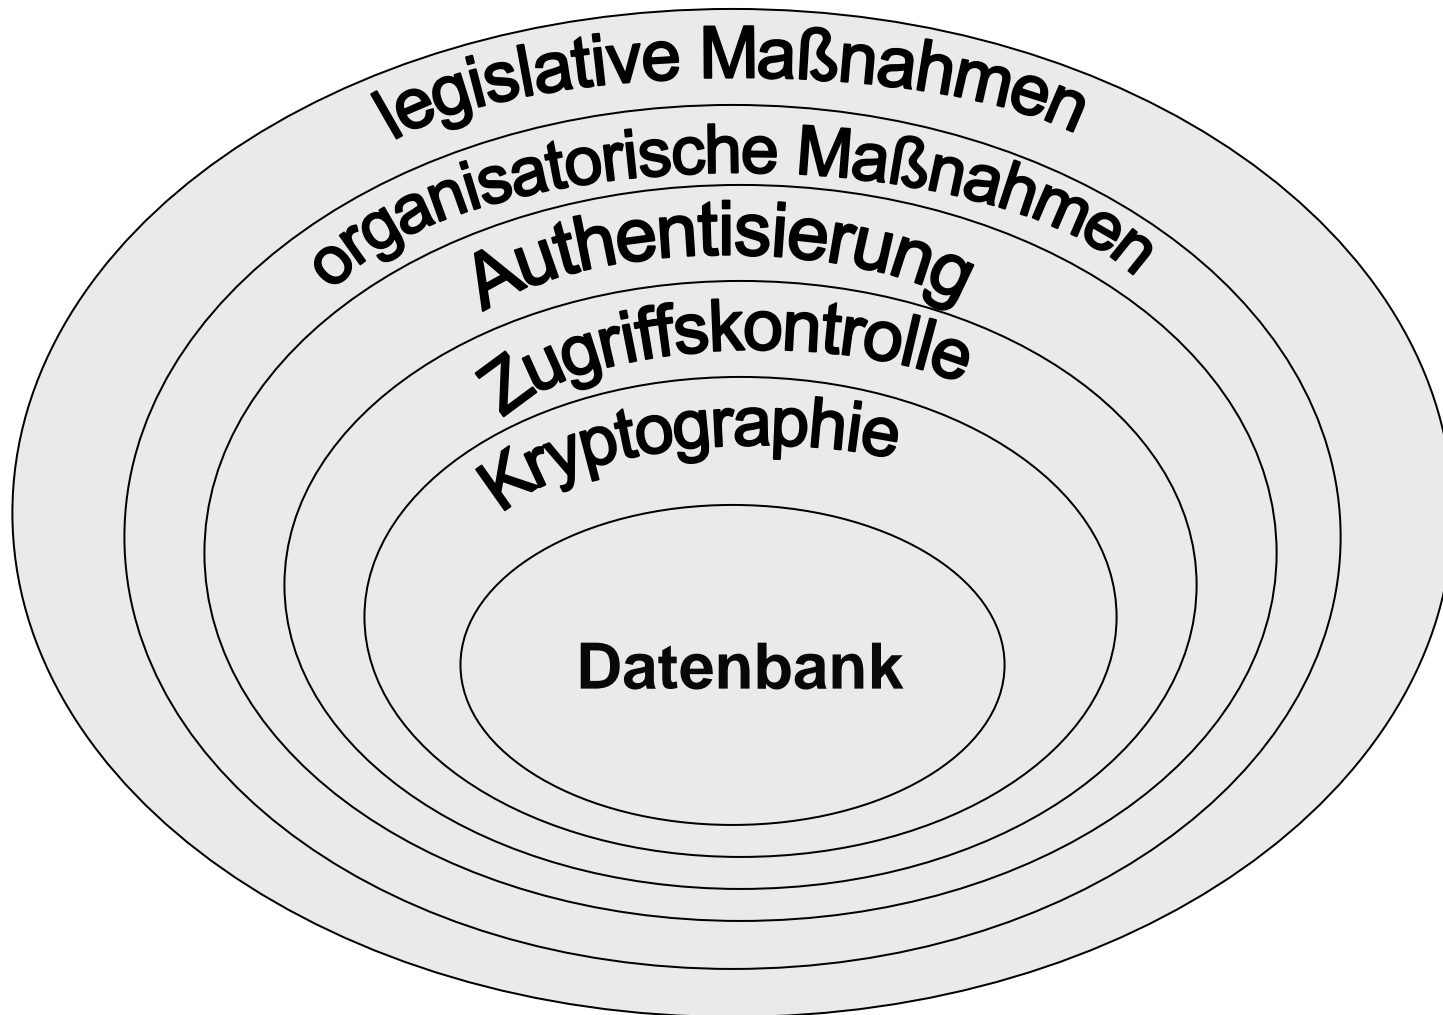 legislative Maßnahmen
organisatorische Maßnahmen
Authentisierung
Zugriffskontrolle
Kryptographie
Datenbank